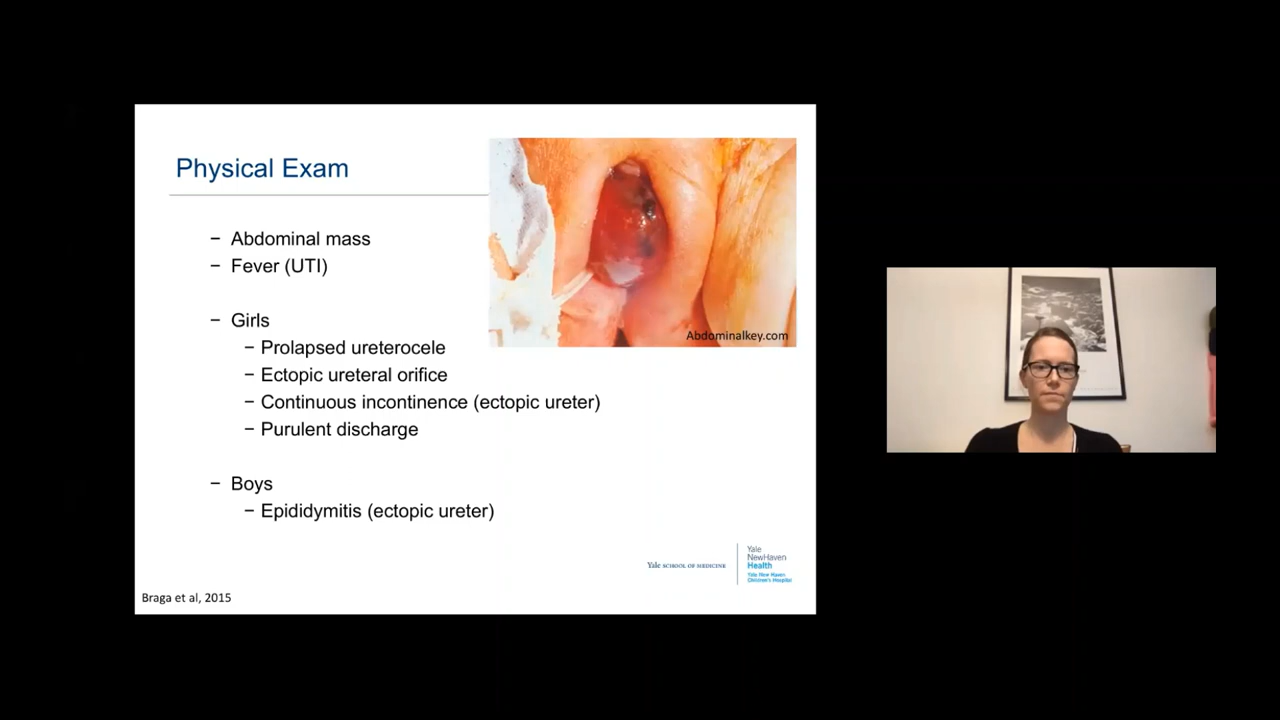 Physical Exam
− Abdominal mass
− Fever (UTI)
− Girls
− Prolapsed ureterocele
− Ectopic ureteral orifice
− Continuous incontinence (ectopic ureter)
− Purulent discharge
− Boys
− Epididymitis (ectopic ureter)
Abdominalkey.com
Yale SCHOOL OF MEDICINE
Yale
NewHaven
Health
Yale New Haven
Children's Hospital
Braga et al, 2015